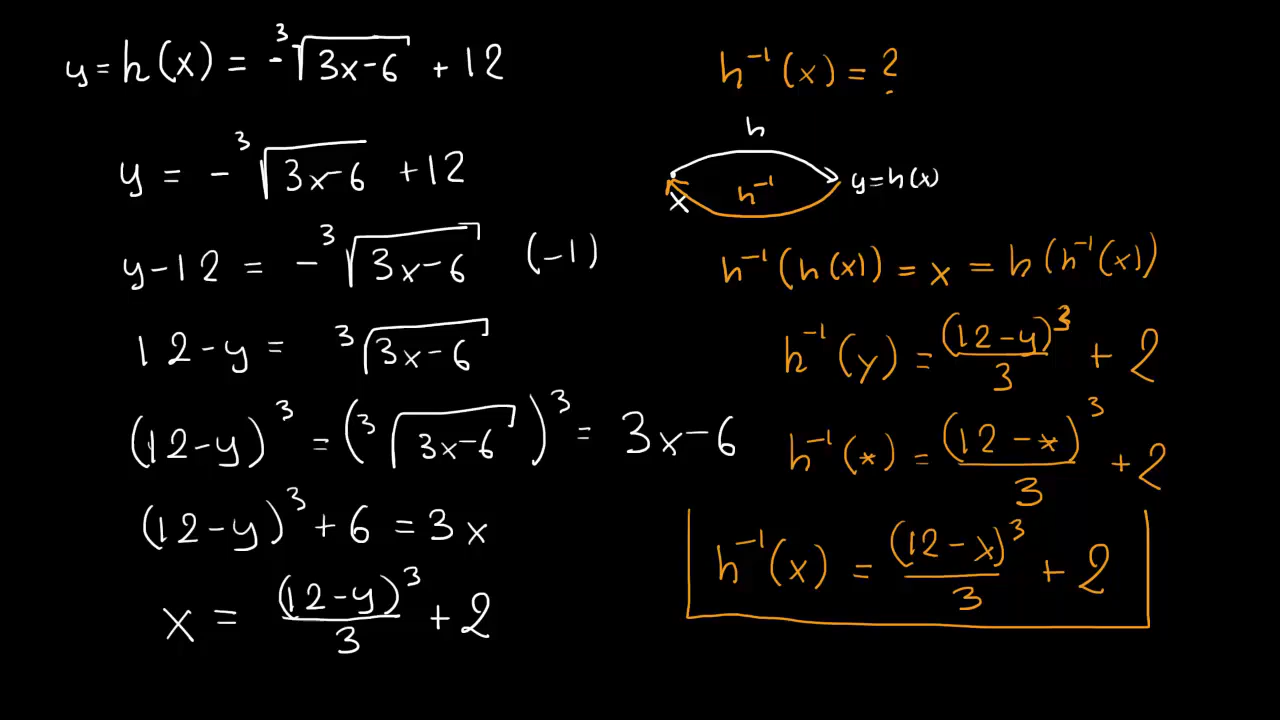 y = h(x) = -∛(3x-6) + 12
y = -∛(3x-6) + 12
y-12 = -∛(3x-6) (-1)
12-y = ∛(3x-6)
(12-y)³ = (∛(3x-6))³ = 3x-6
(12-y)³ + 6 = 3x
x = (12-y)³/3 + 2
h⁻¹(x) = ?
h
x
h⁻¹
y=h(x)
h⁻¹(h(x)) = x = h(h⁻¹(x))
h⁻¹(y) = (12-y)³/3 + 2
h⁻¹(*) = (12-*)³/3 + 2
h⁻¹(x) = (12-x)³/3 + 2